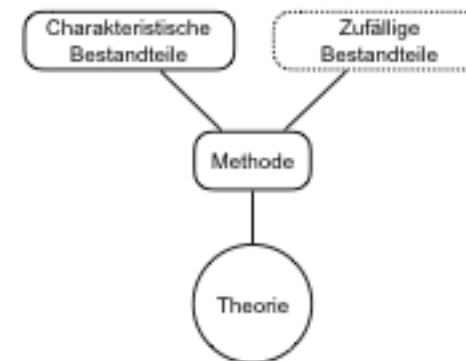 Charakteristische
Bestandteile
Zufällige
Bestandteile
Methode
Theorie